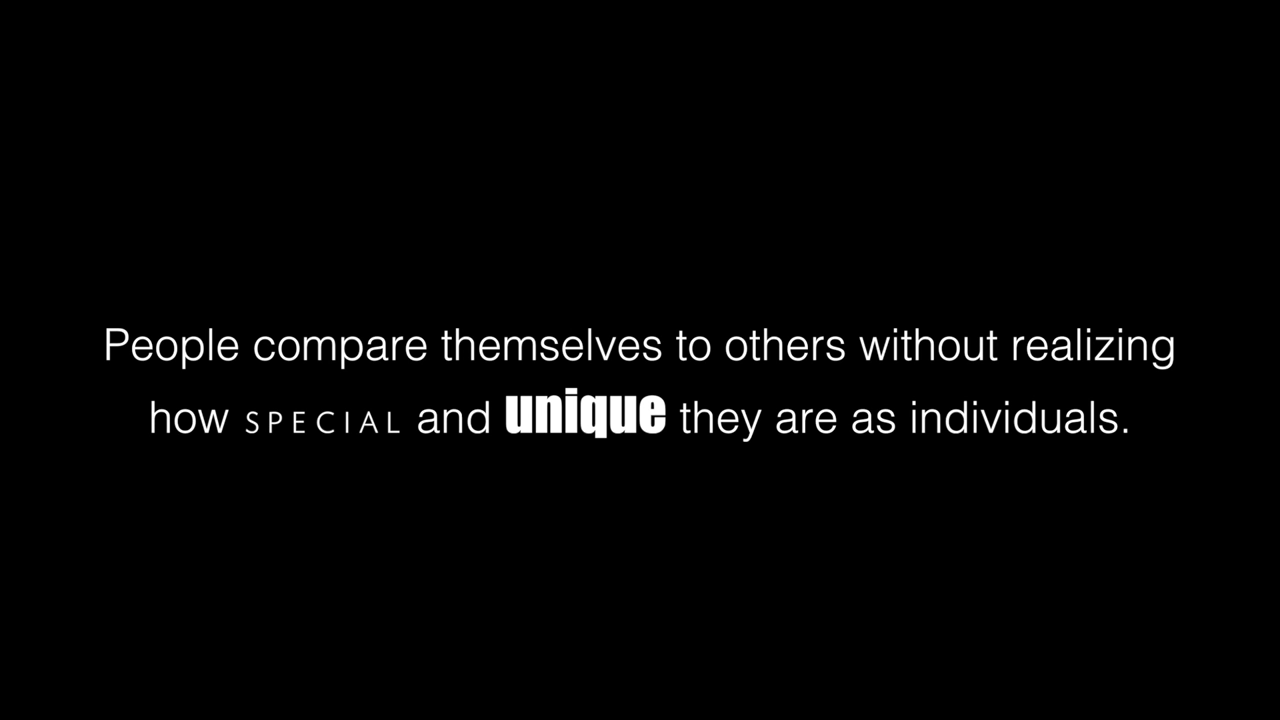 People compare themselves to others without realizing
how SPECIAL and unique they are as individuals.